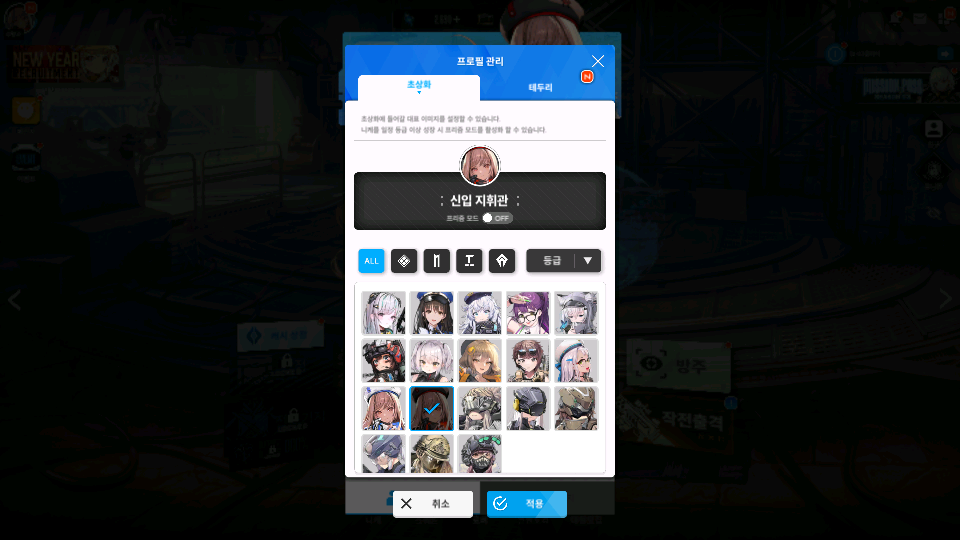 NEW YEAR
프로필 관리
N
초상화
테두리
초상화에 들어갈 대표 이미지를 설정할 수 있습니다.
니케를 일정 등급 이상 성장 시 프리즘 모드를 활성화 할 수 있습니다.
: 신입 지휘관 :
프리즘 모드 OFF
ALL
등급
방주
작전출격
취소
적용